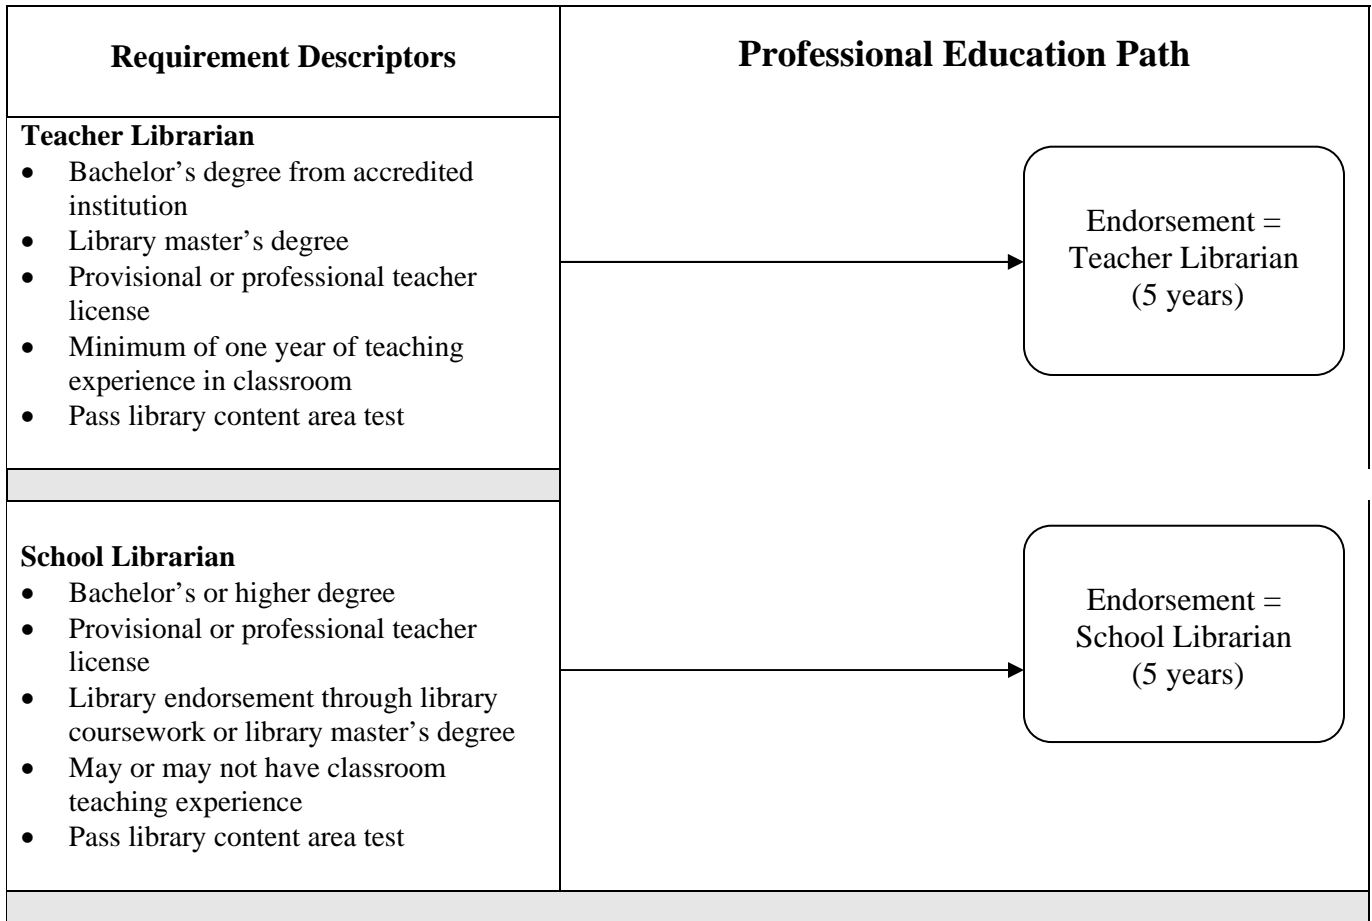 Requirement Descriptors
Professional Education Path
Teacher Librarian
• Bachelor’s degree from accredited
institution
• Library master’s degree
• Provisional or professional teacher
license
• Minimum of one year of teaching
experience in classroom
• Pass library content area test
Endorsement =
Teacher Librarian
(5 years)
School Librarian
• Bachelor’s or higher degree
• Provisional or professional teacher
license
• Library endorsement through library
coursework or library master’s degree
• May or may not have classroom
teaching experience
• Pass library content area test
Endorsement =
School Librarian
(5 years)